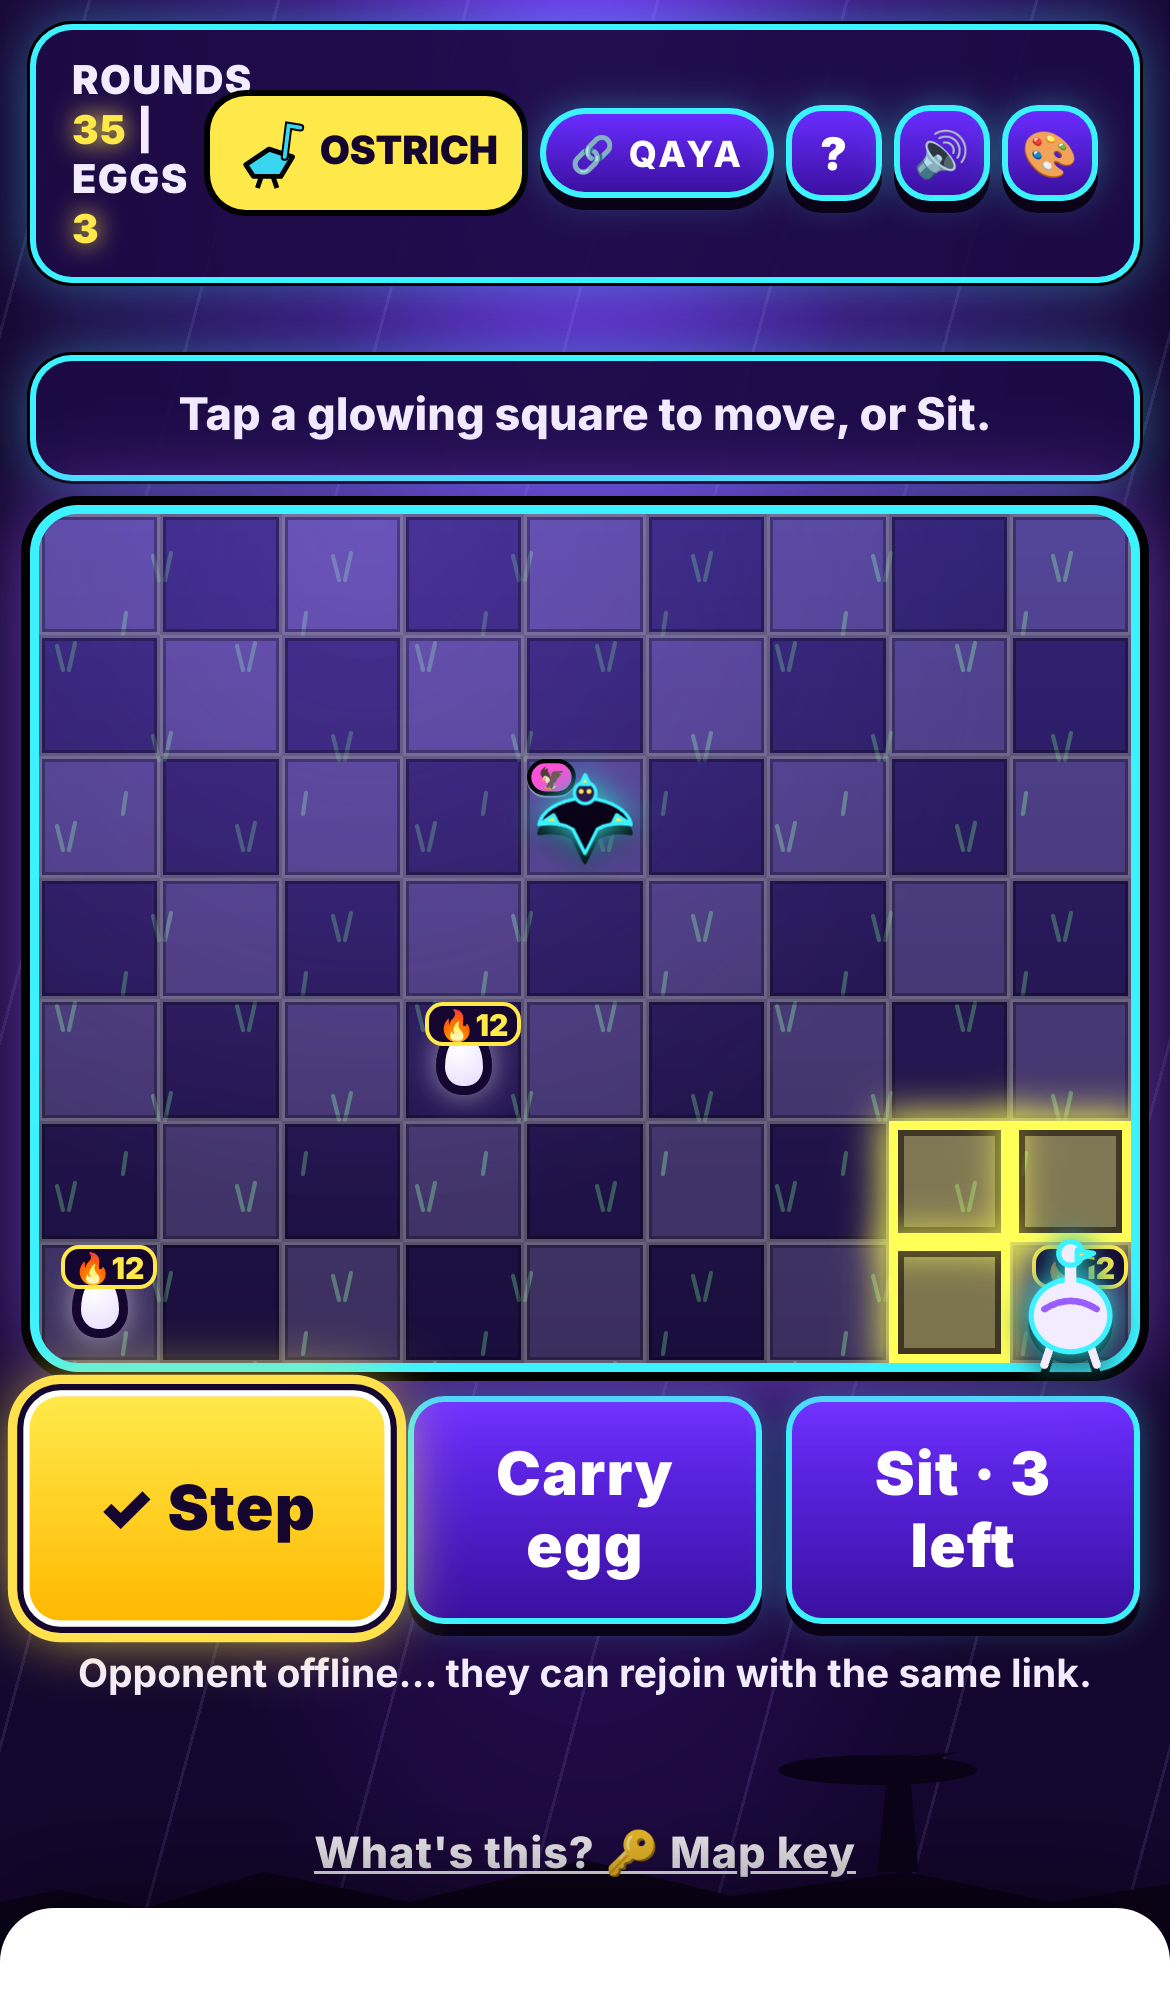 ROUNDS
35 |
EGGS
3
OSTRICH
QAYA
?
Tap a glowing square to move, or Sit.
12
12
12
✓ Step
Carry
egg
Sit · 3
left
Opponent offline... they can rejoin with the same link.
What's this? 🔑 Map key